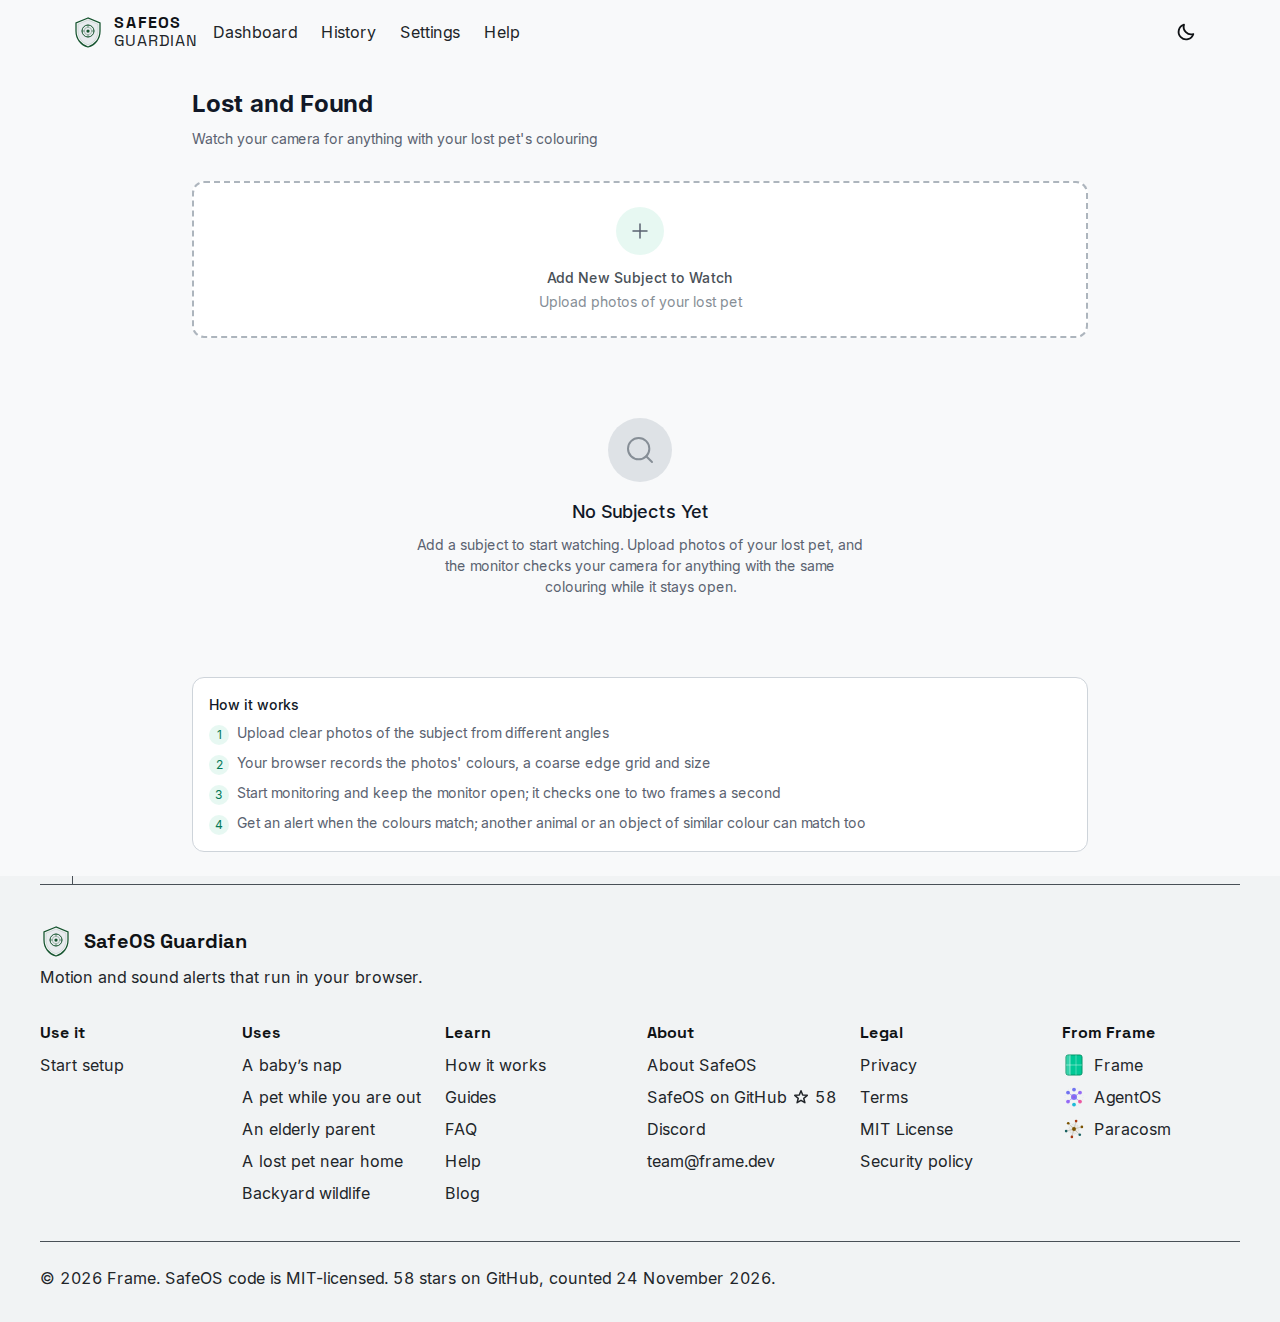 SAFEOS
GUARDIAN
Dashboard
History
Settings
Help
Lost and Found
Watch your camera for anything with your lost pet's colouring
Add New Subject to Watch
Upload photos of your lost pet
No Subjects Yet
Add a subject to start watching. Upload photos of your lost pet, and
the monitor checks your camera for anything with the same
colouring while it stays open.
How it works
1 Upload clear photos of the subject from different angles
2 Your browser records the photos' colours, a coarse edge grid and size
3 Start monitoring and keep the monitor open; it checks one to two frames a second
4 Get an alert when the colours match; another animal or an object of similar colour can match too
SafeOS Guardian
Motion and sound alerts that run in your browser.
Use it
Start setup
Uses
A baby’s nap
A pet while you are out
An elderly parent
A lost pet near home
Backyard wildlife
Learn
How it works
Guides
FAQ
Help
Blog
About
About SafeOS
SafeOS on GitHub ☆ 58
Discord
team@frame.dev
Legal
Privacy
Terms
MIT License
Security policy
From Frame
Frame
AgentOS
Paracosm
© 2026 Frame. SafeOS code is MIT-licensed. 58 stars on GitHub, counted 24 November 2026.